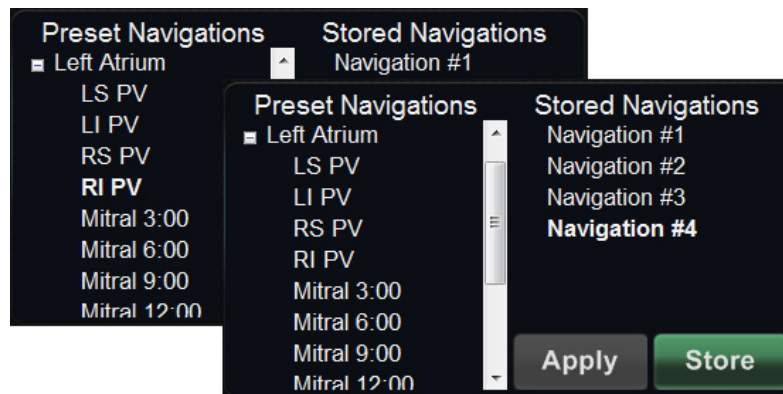 Preset Navigations Stored Navigations
Left Atrium Navigation #1
LS PV
LI PV
RS PV
RI PV
Mitral 3:00
Mitral 6:00
Mitral 9:00
Mitral 12:00
Preset Navigations Stored Navigations
Left Atrium Navigation #1
LS PV Navigation #2
LI PV Navigation #3
RS PV Navigation #4
RI PV
Mitral 3:00
Mitral 6:00
Mitral 9:00
Mitral 12:00
Apply Store